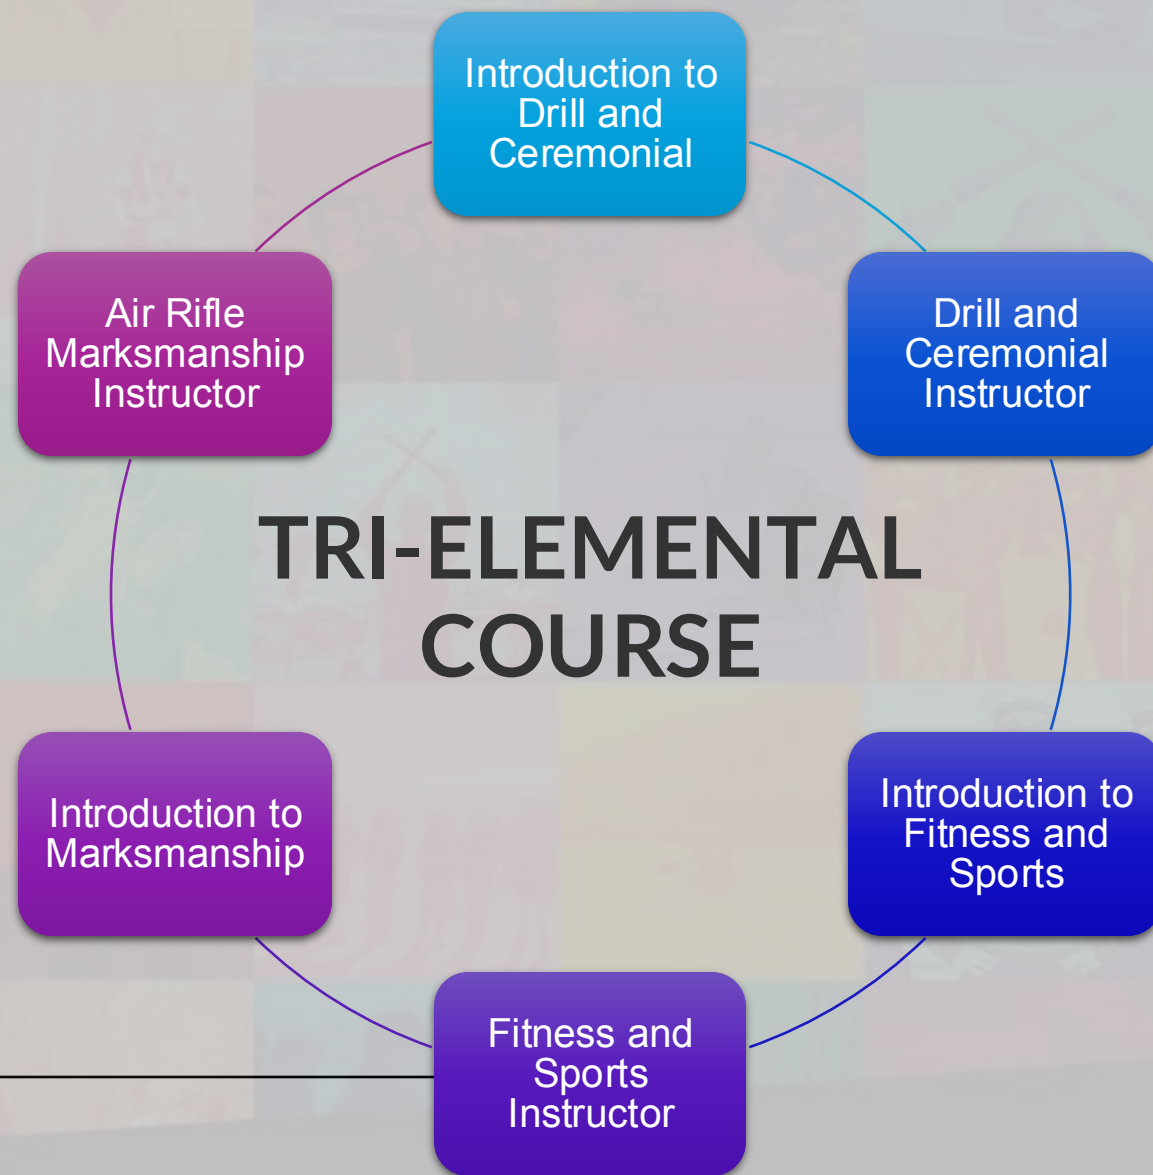 Introduction to
Drill and
Ceremonial
Air Rifle
Marksmanship
Instructor
Drill and
Ceremonial
Instructor
TRI-ELEMENTAL
COURSE
Introduction to
Marksmanship
Introduction to
Fitness and
Sports
Fitness and
Sports
Instructor